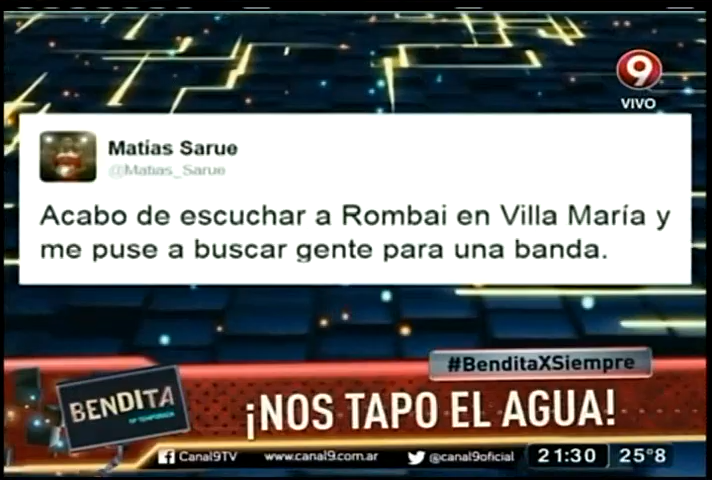 9
VIVO
Matías Sarue
@Matias_Sarue
Acabo de escuchar a Rombai en Villa María y
me puse a buscar gente para una banda.
#BenditaXSiempre
BENDITA
¡NOS TAPO EL AGUA!
Canal9TV www.canal9.com.ar @canal9oficial 21:30 25°8